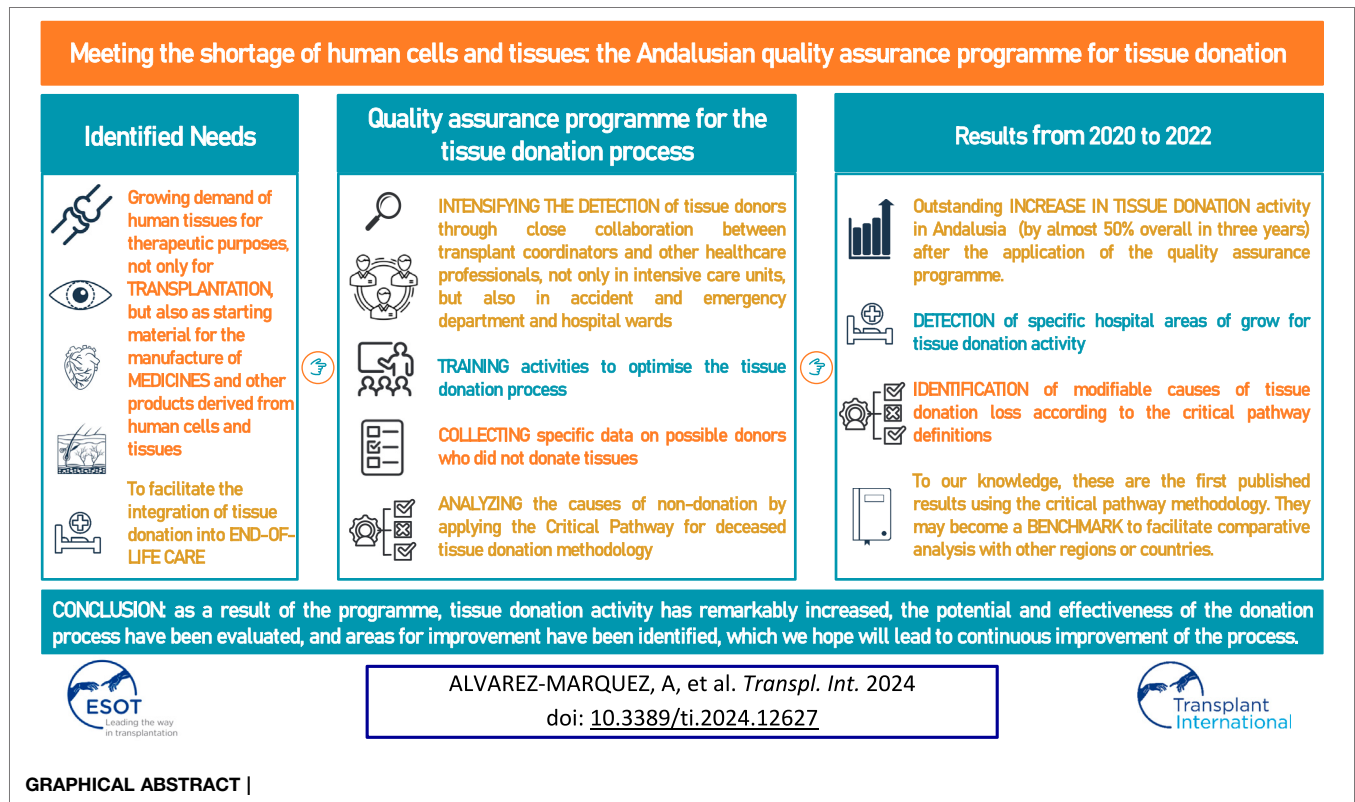 Meeting the shortage of human cells and tissues: the Andalusian quality assurance programme for tissue donation
Identified Needs
Growing demand of
human tissues for
therapeutic purposes,
not only for
TRANSPLANTATION,
but also as starting
material for the
manufacture of
MEDICINES and other
products derived from
human cells and
tissues
To facilitate the
integration of tissue
donation into END-OF-
LIFE CARE
Quality assurance programme for the
tissue donation process
INTENSIFYING THE DETECTION of tissue donors
through close collaboration between
transplant coordinators and other healthcare
professionals, not only in intensive care units,
but also in accident and emergency
department and hospital wards
TRAINING activities to optimise the tissue
donation process
COLLECTING specific data on possible donors
who did not donate tissues
ANALYZING the causes of non-donation by
applying the Critical Pathway for deceased
tissue donation methodology
Results from 2020 to 2022
Outstanding INCREASE IN TISSUE DONATION activity
in Andalusia (by almost 50% overall in three years)
after the application of the quality assurance
programme.
DETECTION of specific hospital areas of grow for
tissue donation activity
IDENTIFICATION of modifiable causes of tissue
donation loss according to the critical pathway
definitions
To our knowledge, these are the first published
results using the critical pathway methodology. They
may become a BENCHMARK to facilitate comparative
analysis with other regions or countries.
CONCLUSION: as a result of the programme, tissue donation activity has remarkably increased, the potential and effectiveness of the donation
process have been evaluated, and areas for improvement have been identified, which we hope will lead to continuous improvement of the process.
ESOT
Leading the way
in transplantation
ALVAREZ-MARQUEZ, A, et al. Transpl. Int. 2024
doi: 10.3389/ti.2024.12627
Transplant
International
GRAPHICAL ABSTRACT |